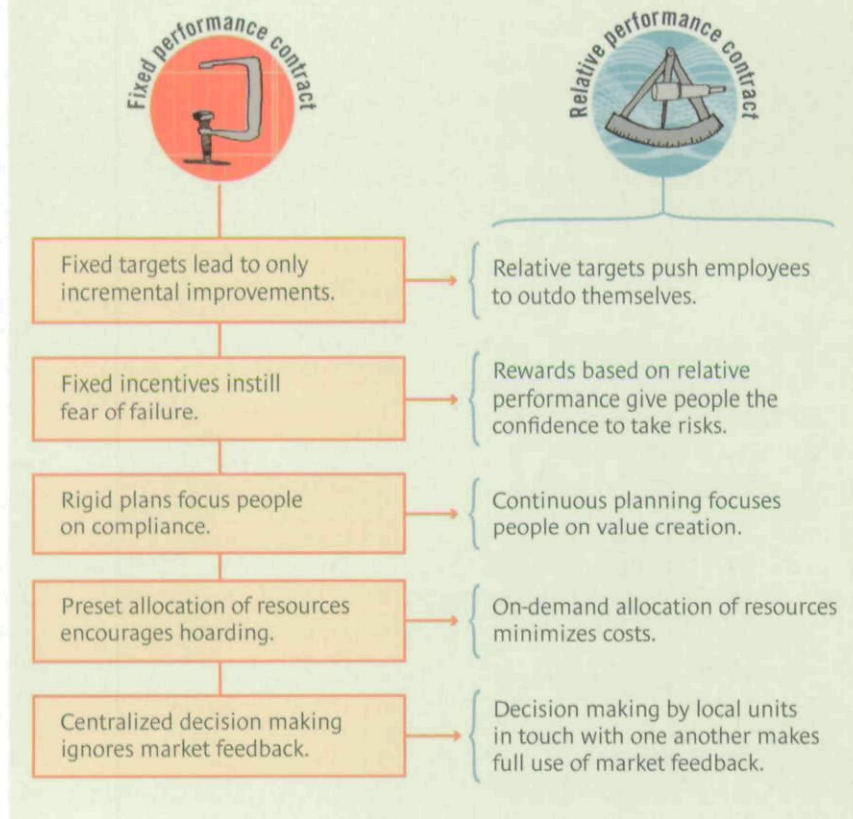 Fixed performance contract
Relative performance contract
Fixed targets lead to only
incremental improvements.
Relative targets push employees
to outdo themselves.
Fixed incentives instill
fear of failure.
Rewards based on relative
performance give people the
confidence to take risks.
Rigid plans focus people
on compliance.
Continuous planning focuses
people on value creation.
Preset allocation of resources
encourages hoarding.
On-demand allocation of resources
minimizes costs.
Centralized decision making
ignores market feedback.
Decision making by local units
in touch with one another makes
full use of market feedback.